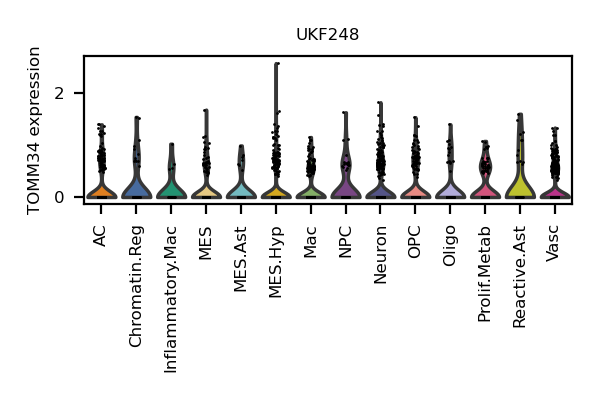 UKF248
TOMM34 expression
2
0
AC
Chromatin.Reg
Inflammatory.Mac
MES
MES.Ast
MES.Hyp
Mac
NPC
Neuron
OPC
Oligo
Prolif.Metab
Reactive.Ast
Vasc